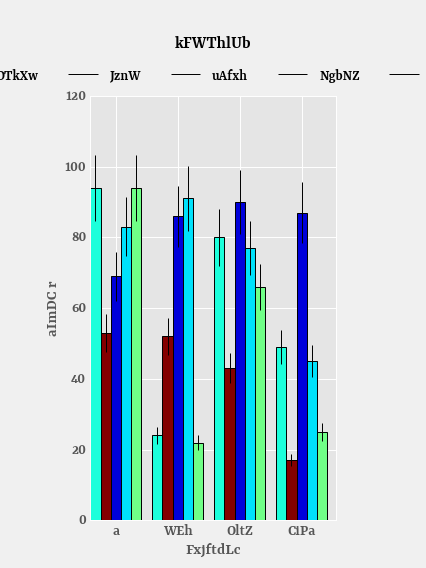 kFWThlUb
JznW uAfxh NgbNZ
120
100
80
60
40
20
0
aImDC r
a WEh OltZ CiPa
FxjftdLc